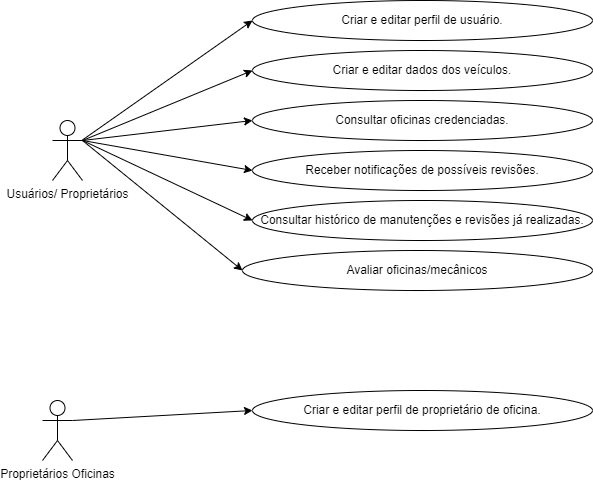 Criar e editar perfil de usuário.
Criar e editar dados dos veículos.
Consultar oficinas credenciadas.
Receber notificações de possíveis revisões.
Usuários/ Proprietários
Consultar histórico de manutenções e revisões já realizadas.
Avaliar oficinas/mecânicos
Criar e editar perfil de proprietário de oficina.
Proprietários Oficinas